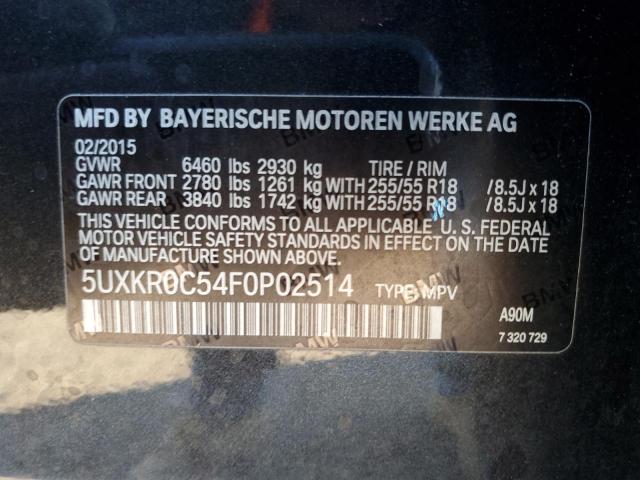 MFD BY BAYERISCHE MOTOREN WERKE AG
02/2015
GVWR 6460 lbs 2930 kg TIRE / RIM
GAWR FRONT 2780 lbs 1261 kg WITH 255/55 R18 /8.5J x 18
GAWR REAR 3840 lbs 1742 kg WITH 255/55 R18 /8.5J x 18
THIS VEHICLE CONFORMS TO ALL APPLICABLE U. S. FEDERAL
MOTOR VEHICLE SAFETY STANDARDS IN EFFECT ON THE
DATE OF MANUFACTURE SHOWN ABOVE.
5UXKR0C54F0P02514 TYPE: MPV
A90M
7 320 729